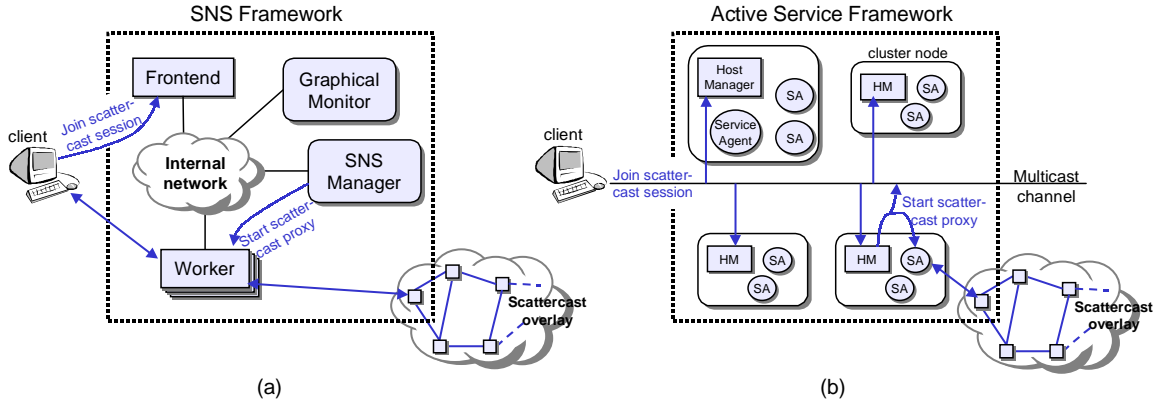 SNS Framework
Frontend
Graphical
Monitor
Join scatter-
cast session
client
Internal
network
SNS
Manager
Start scatter-
cast proxy
Worker
Scattercast
overlay
(a)
Active Service Framework
cluster node
Host
Manager
SA
Service
Agent
SA
HM
SA
SA
client
Join scatter-
cast session
Multicast
channel
Start scatter-
cast proxy
HM
SA
SA
HM
SA
SA
Scattercast
overlay
(b)